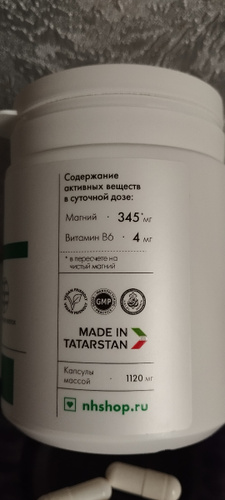 Содержание
активных веществ
в суточной дозе:
Магний · 345* мг
Витамин B6 · 4 мг
* в пересчете на
чистый магний
GMP
MADE IN
TATARSTAN
Капсулы
массой · 1120 мг
nhshop.ru